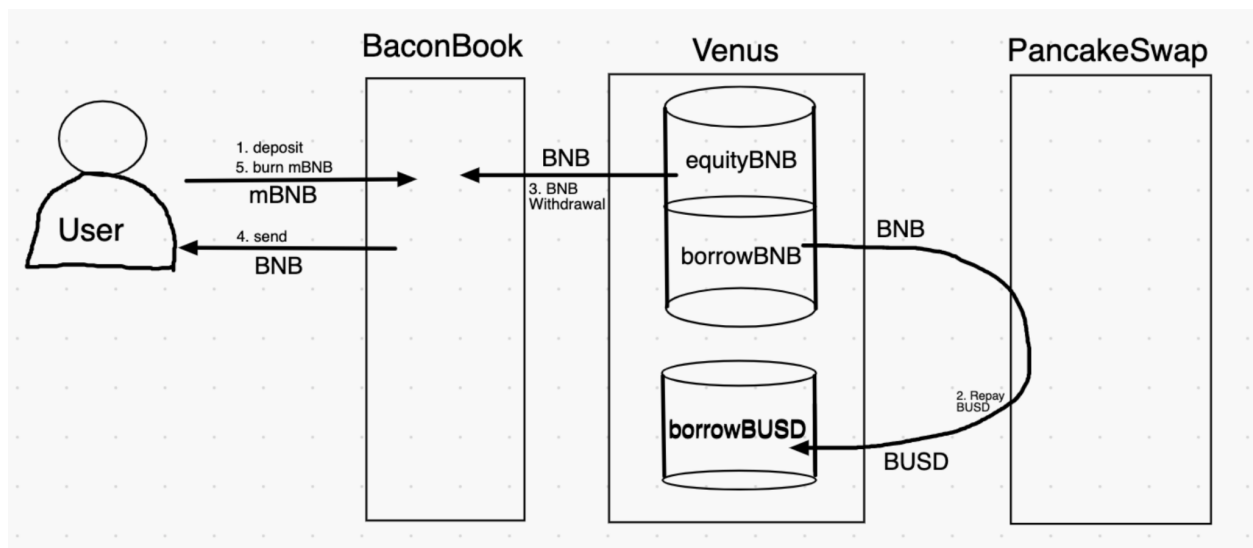 BaconBook
Venus
PancakeSwap
User
1. deposit
5. burn mBNB
mBNB
4. send
BNB
BNB
3. BNB
Withdrawal
equityBNB
borrowBNB
BNB
2. Repay
BUSD
borrowBUSD
BUSD